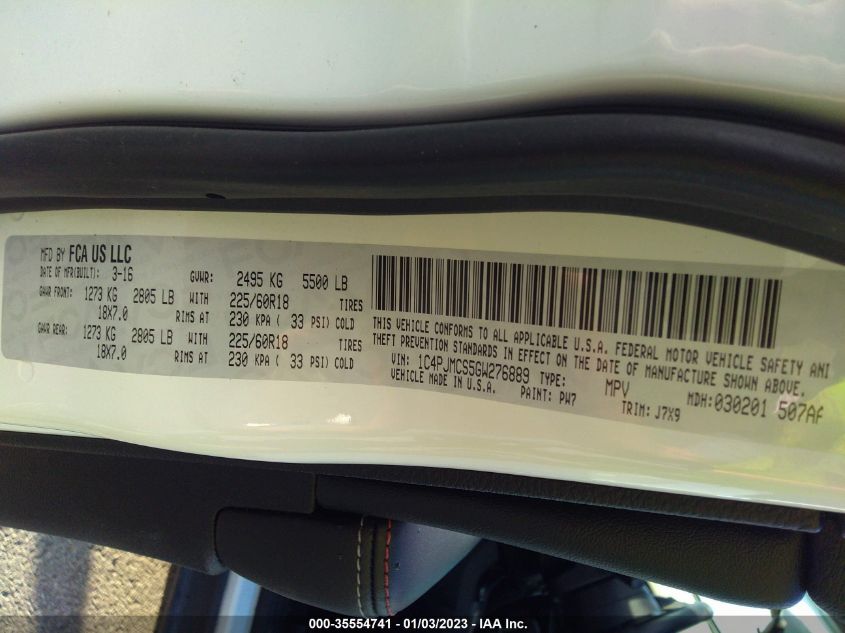 MFD BY FCA US LLC
DATE OF MFR(BUILT): 3-16 GVWR: 2495 KG 5500 LB
GAWR FRONT: 1273 KG 2805 LB WITH 225/60R18 TIRES
18X7.0 RIMS AT 230 KPA ( 33 PSI) COLD
GAWR REAR: 1273 KG 2805 LB WITH 225/60R18 TIRES
18X7.0 RIMS AT 230 KPA ( 33 PSI) COLD
THIS VEHICLE CONFORMS TO ALL APPLICABLE U.S.A. FEDERAL MOTOR VEHICLE SAFETY AND
THEFT PREVENTION STANDARDS IN EFFECT ON THE DATE OF MANUFACTURE SHOWN ABOVE.
VIN: 1C4PJMCS5GW276889 TYPE: MPV MDH: 030201 507AF
VEHICLE MADE IN U.S.A. PAINT: PW7 TRIM: J7X9
000-35554741 - 01/03/2023 - IAA Inc.